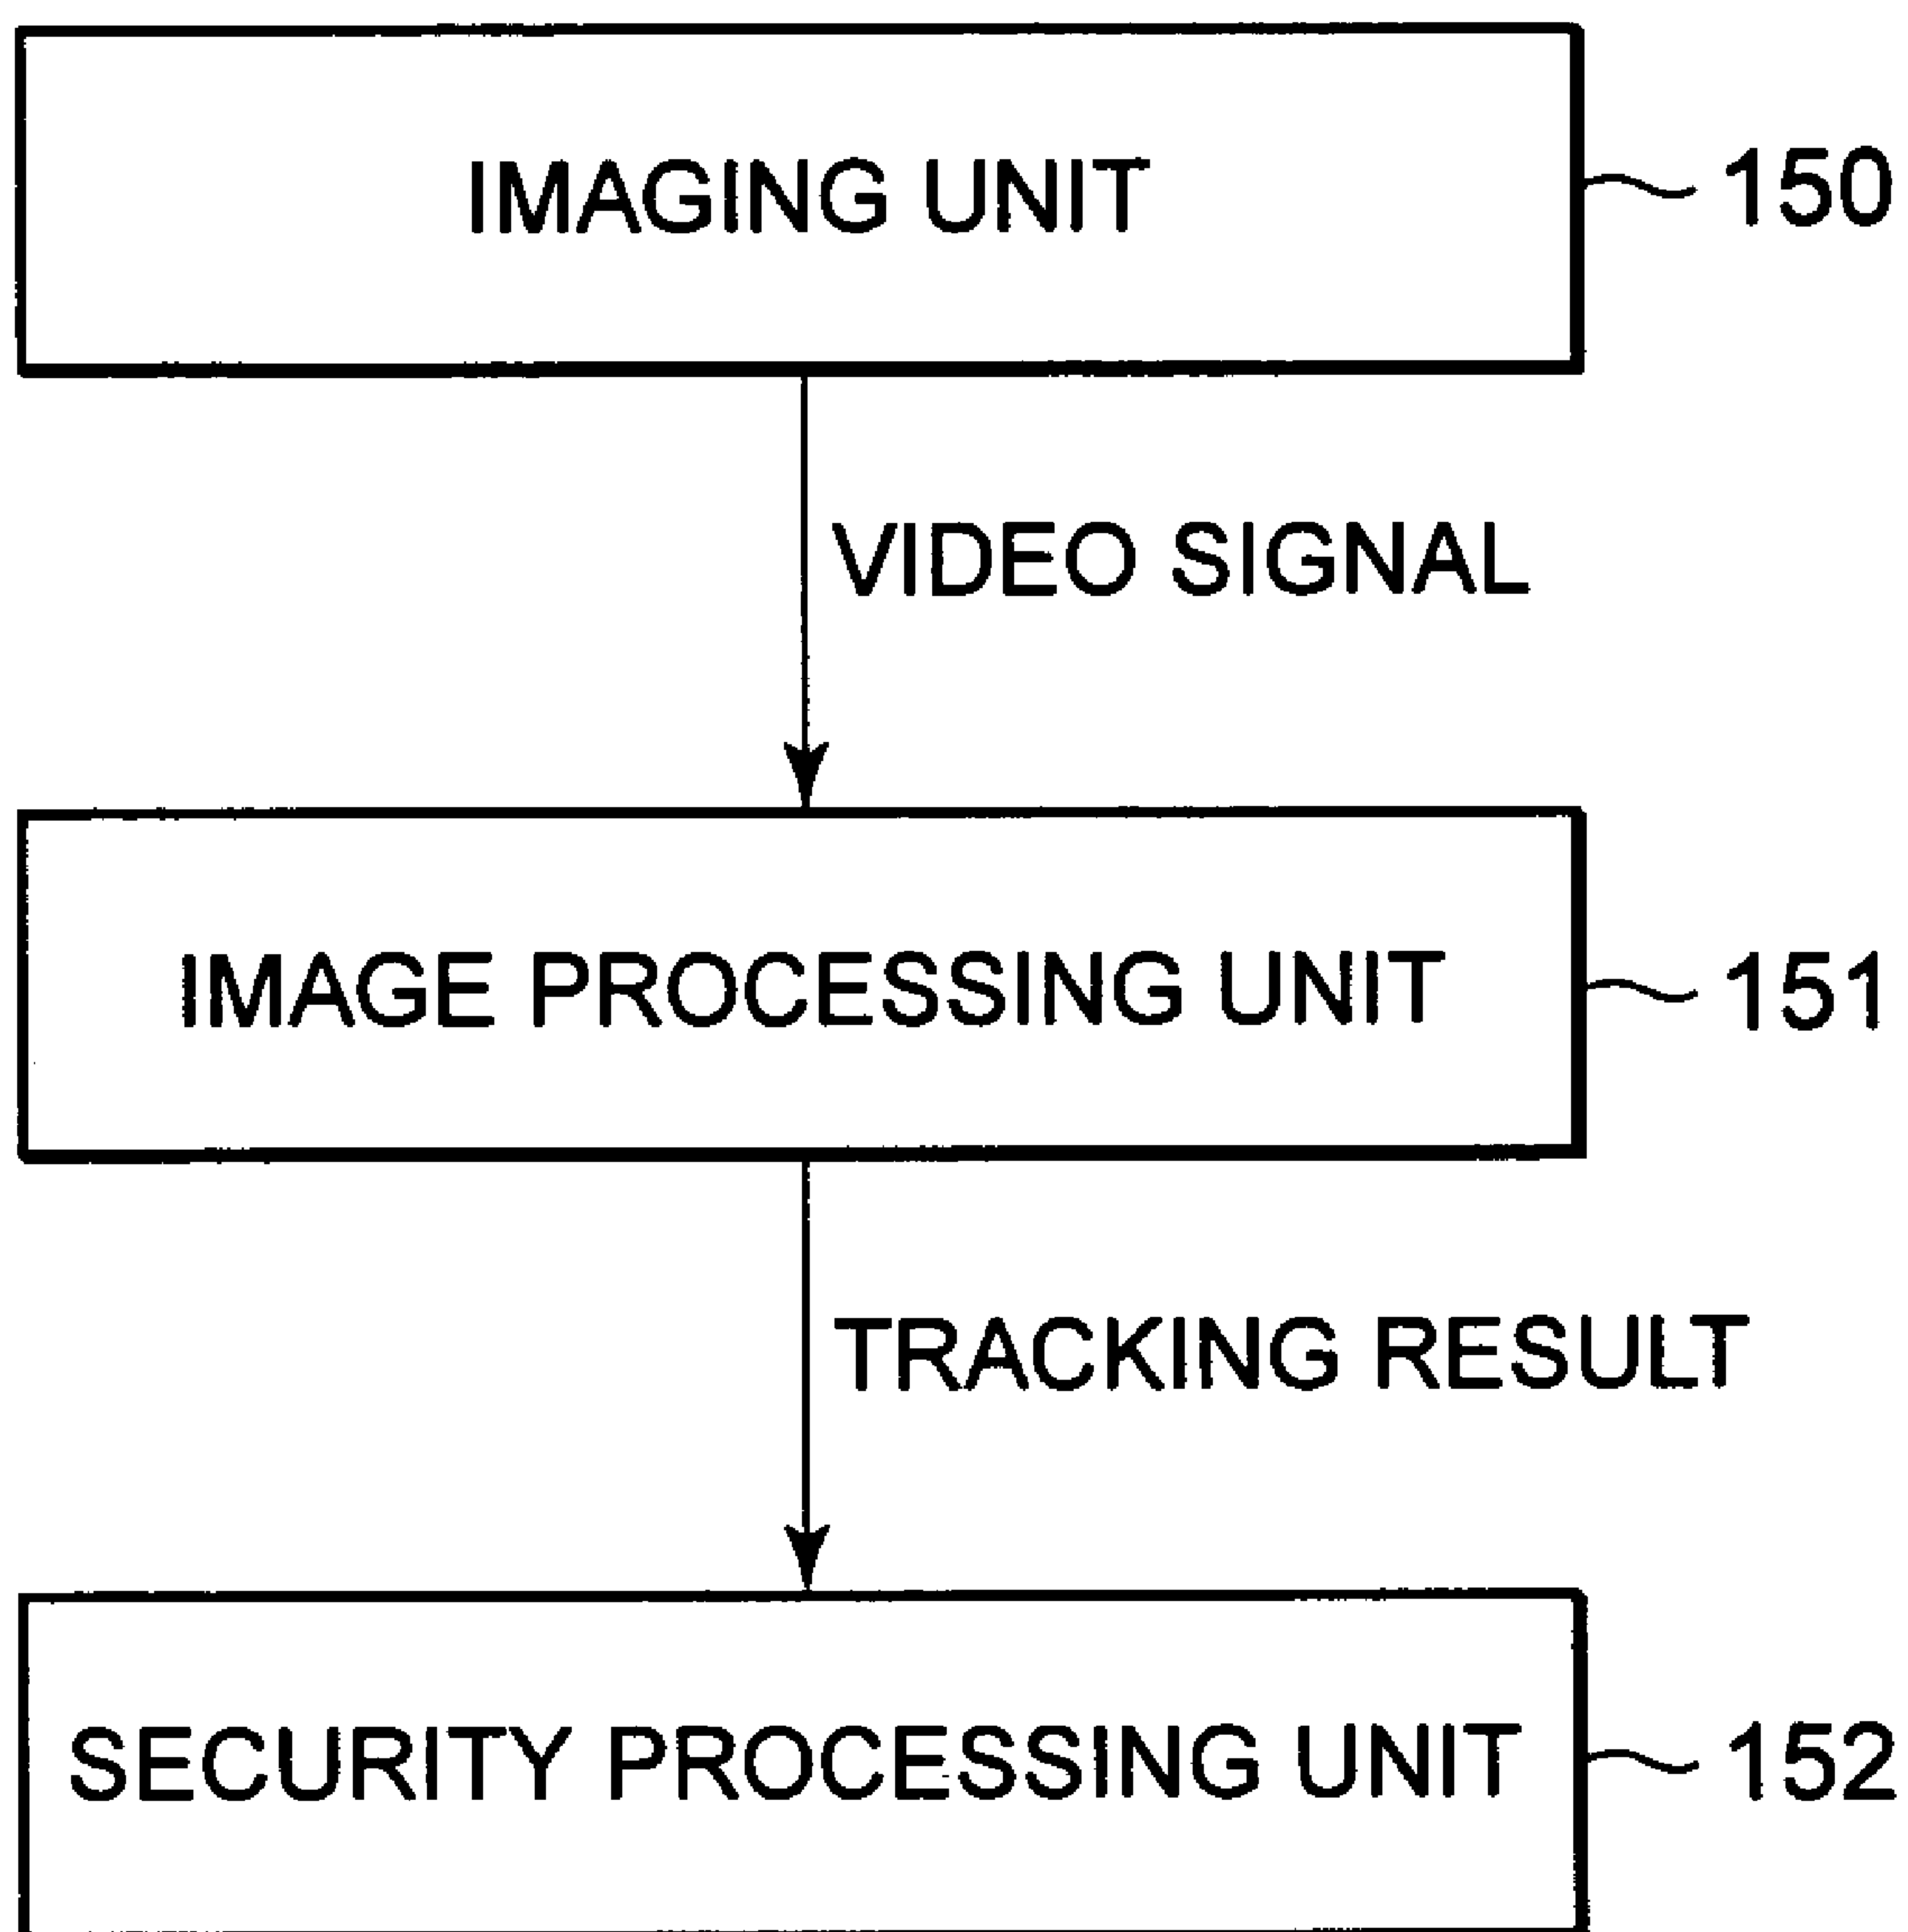 IMAGING UNIT
150
VIDEO SIGNAL
IMAGE PROCESSING UNIT
151
TRACKING RESULT
SECURITY PROCESSING UNIT
152